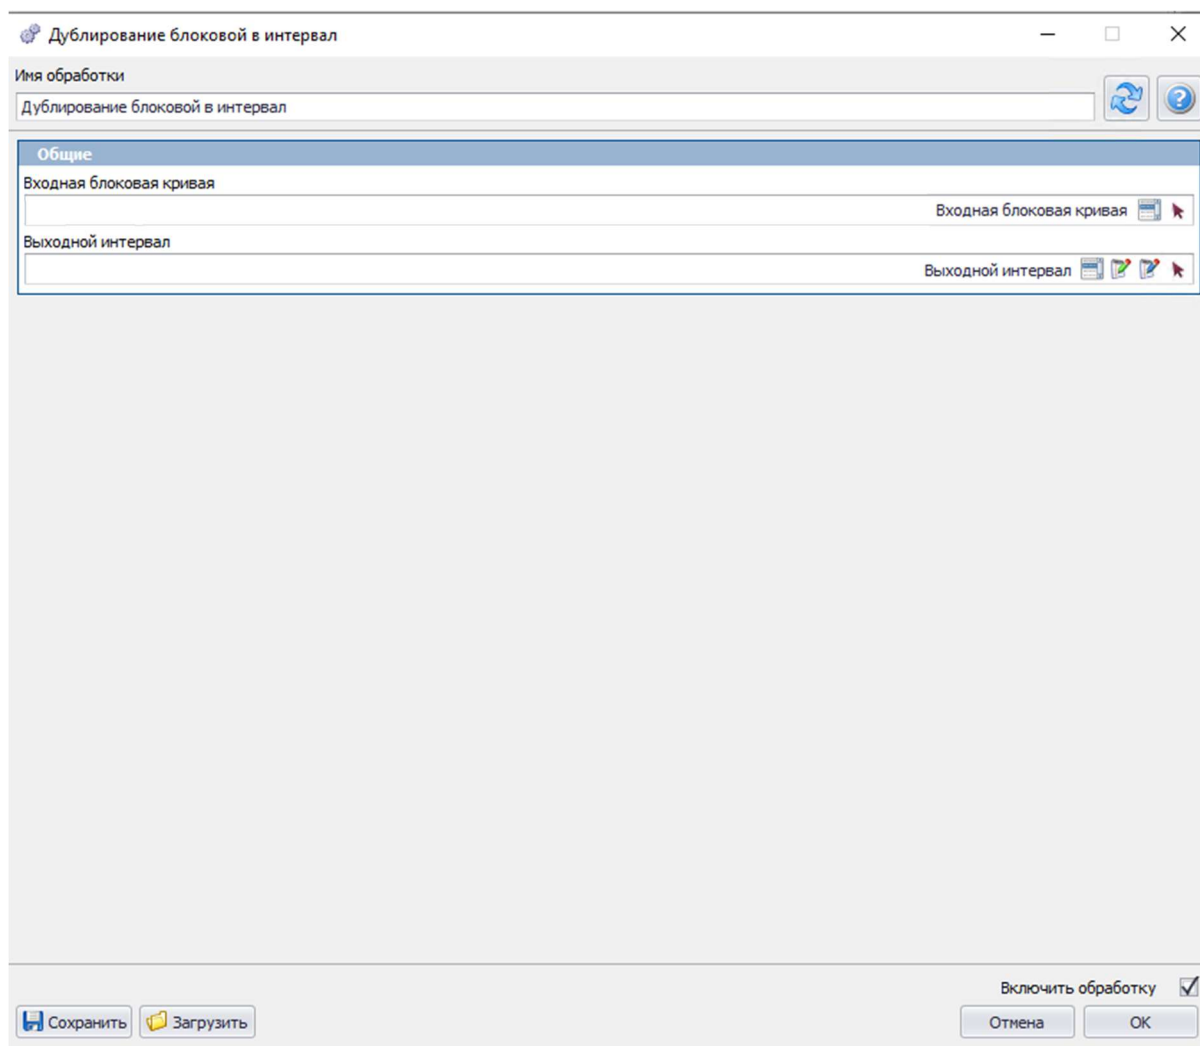 Дублирование блоковой в интервал
Имя обработки
Дублирование блоковой в интервал
Общие
Входная блоковая кривая
Входная блоковая кривая
Выходной интервал
Выходной интервал
Включить обработку
Сохранить Загрузить Отмена OK